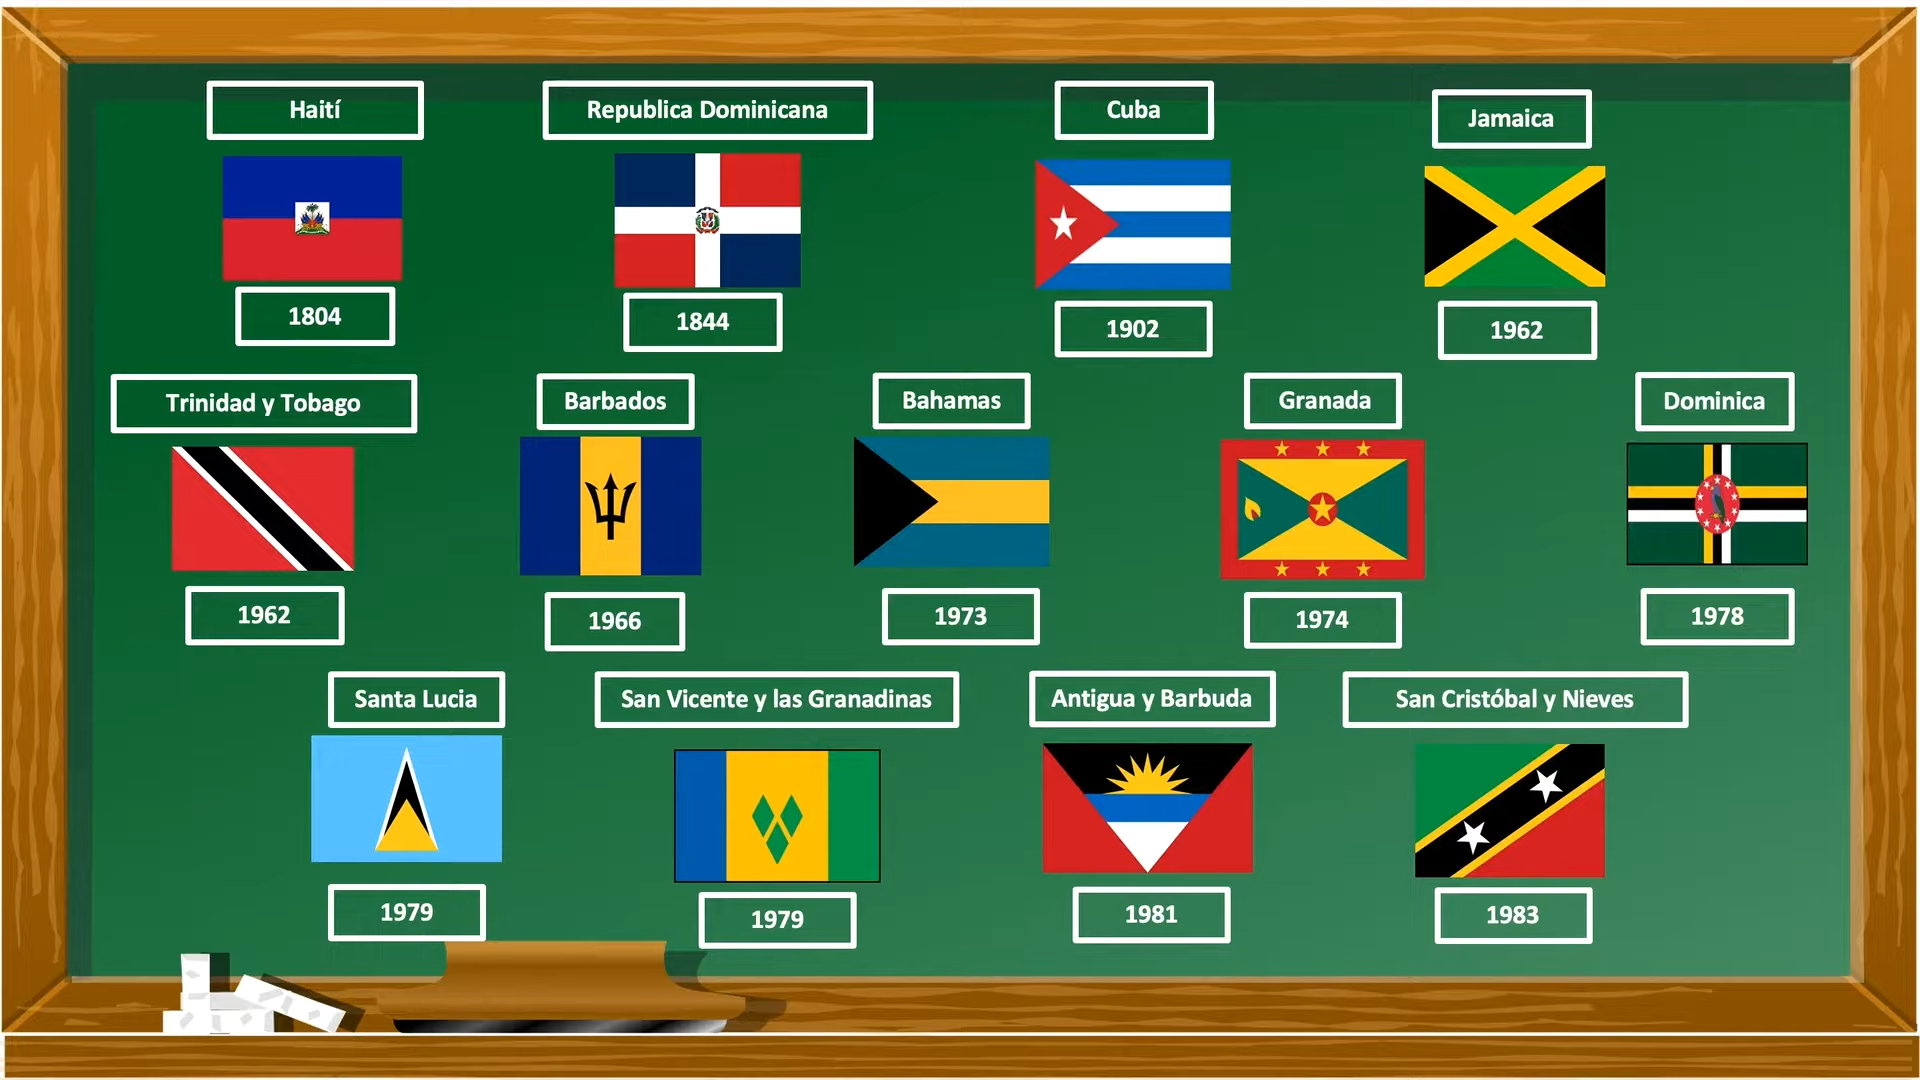 Haití
Republica Dominicana
Cuba
Jamaica
1804
1844
1902
1962
Trinidad y Tobago
Barbados
Bahamas
Granada
Dominica
1962
1966
1973
1974
1978
Santa Lucia
San Vicente y las Granadinas
Antigua y Barbuda
San Cristóbal y Nieves
1979
1979
1981
1983